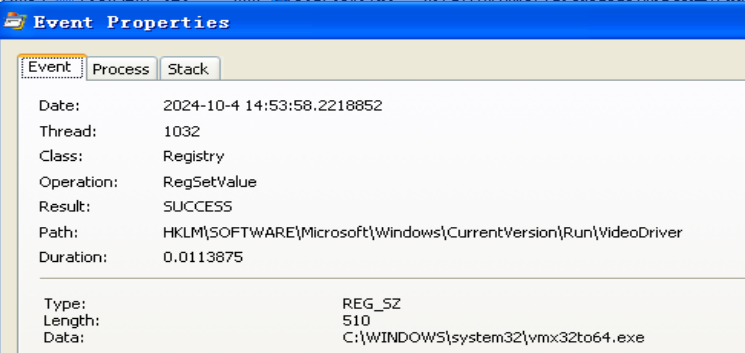 Event Properties
Event Process Stack
Date: 2024-10-4 14:53:58.2218852
Thread: 1032
Class: Registry
Operation: RegSetValue
Result: SUCCESS
Path: HKLM\SOFTWARE\Microsoft\Windows\CurrentVersion\Run\VideoDriver
Duration: 0.0113875
Type: REG_SZ
Length: 510
Data: C:\WINDOWS\system32\vmx32to64.exe